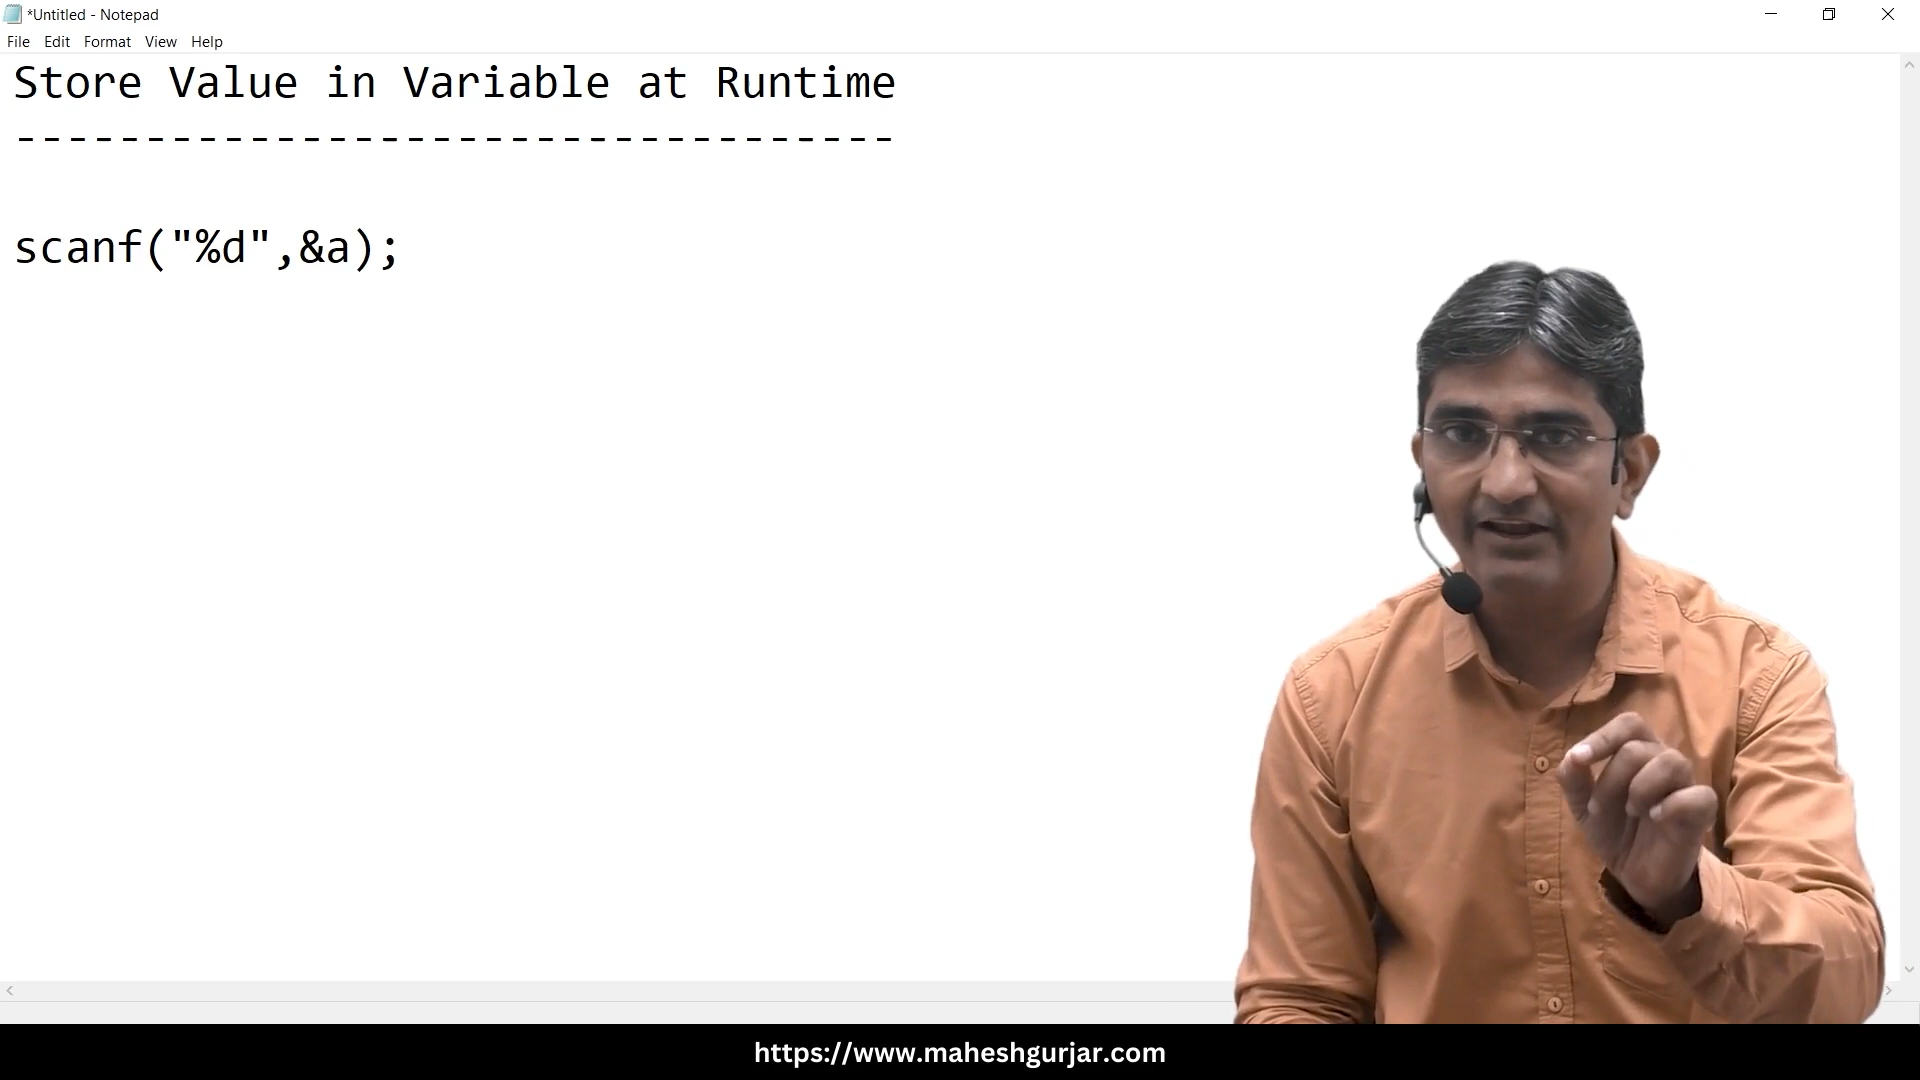 *Untitled - Notepad
File Edit Format View Help
Store Value in Variable at Runtime
----------------------------------
scanf("%d",&a);
https://www.maheshgurjar.com